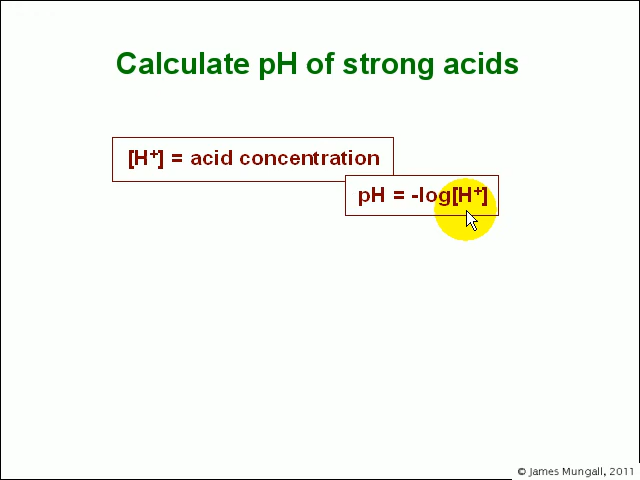 Calculate pH of strong acids
[H⁺] = acid concentration
pH = -log[H⁺]
© James Mungall, 2011